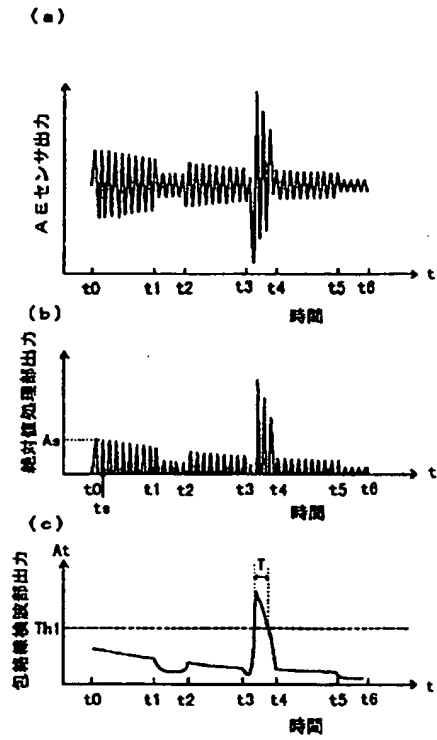 (a)
AEセンサ出力
t0 t1 t2 t3 t4 t5 t6 t
時間
(b)
絶対値処理部出力
As
t0 t1 t2 t3 t4 t5 t6 t
ts
時間
(c)
包絡線検波部出力
At
T
Th1
t0 t1 t2 t3 t4 t5 t6 t
時間